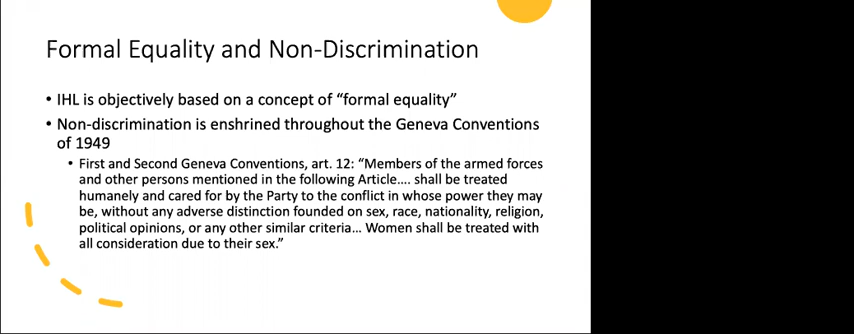 Formal Equality and Non-Discrimination
• IHL is objectively based on a concept of “formal equality”
• Non-discrimination is enshrined throughout the Geneva Conventions
of 1949
• First and Second Geneva Conventions, art. 12: “Members of the armed forces
and other persons mentioned in the following Article.... shall be treated
humanely and cared for by the Party to the conflict in whose power they may
be, without any adverse distinction founded on sex, race, nationality, religion,
political opinions, or any other similar criteria... Women shall be treated with
all consideration due to their sex.”